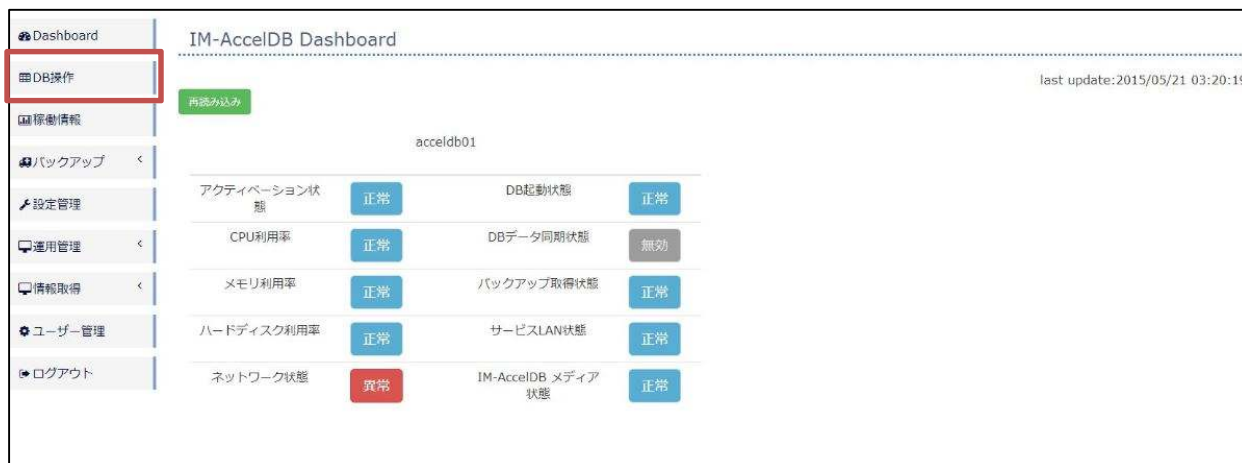 Dashboard
DB操作
稼働情報
バックアップ
設定管理
運用管理
情報取得
ユーザー管理
ログアウト
IM-AccelDB Dashboard
last update:2015/05/21 03:20:19
再読み込み
acceldb01
アクティベーション状
態
正常
DB起動状態
正常
CPU利用率
正常
DBデータ同期状態
無効
メモリ利用率
正常
バックアップ取得状態
正常
ハードディスク利用率
正常
サービスLAN状態
正常
ネットワーク状態
異常
IM-AccelDB メディア
状態
正常